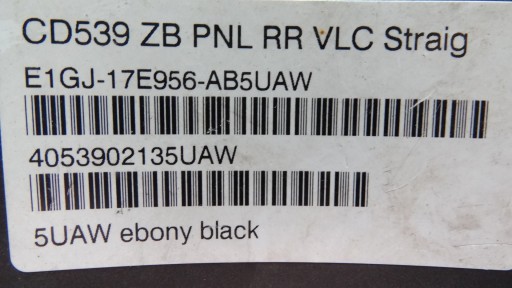 CD539 ZB PNL RR VLC Straig
E1GJ-17E956-AB5UAW
4053902135UAW
5UAW ebony black